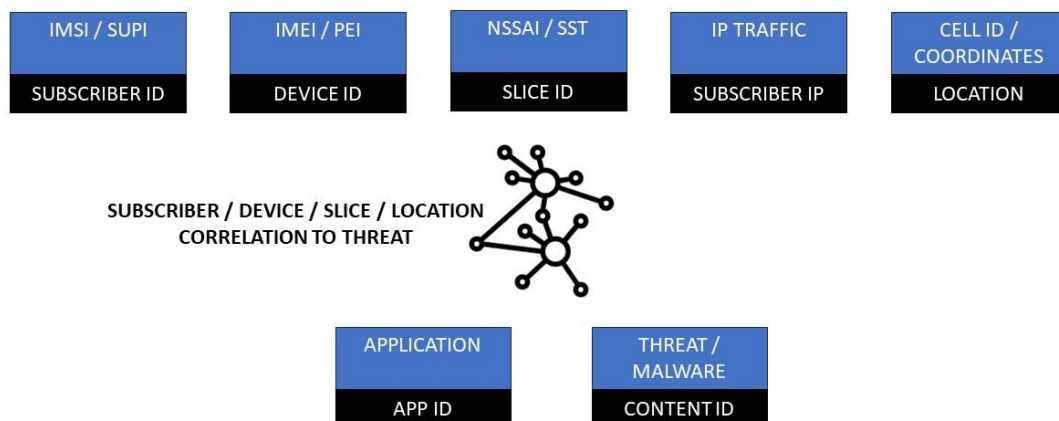 IMSI / SUPI
SUBSCRIBER ID
IMEI / PEI
DEVICE ID
NSSAI / SST
SLICE ID
IP TRAFFIC
SUBSCRIBER IP
CELL ID /
COORDINATES
LOCATION
SUBSCRIBER / DEVICE / SLICE / LOCATION
CORRELATION TO THREAT
APPLICATION
APP ID
THREAT /
MALWARE
CONTENT ID